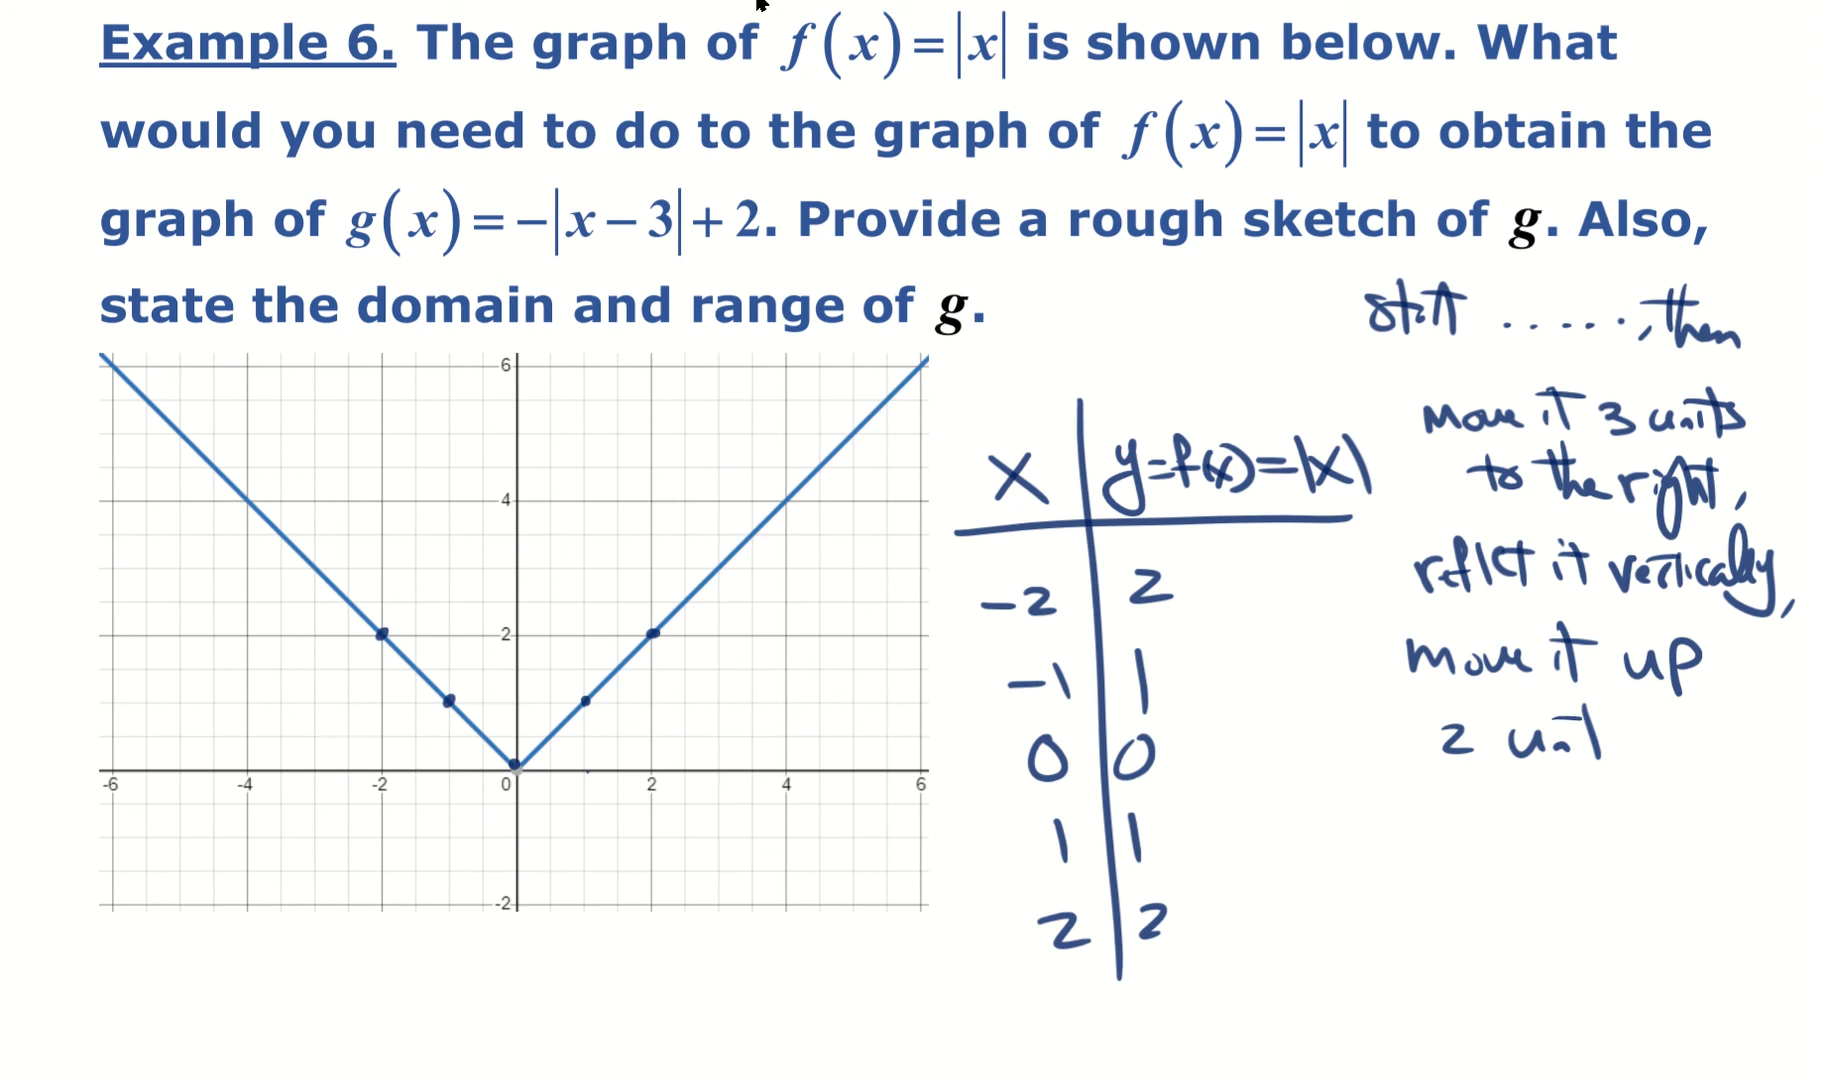 Example 6. The graph of f(x)=|x| is shown below. What
would you need to do to the graph of f(x)=|x| to obtain the
graph of g(x)=−|x−3|+2. Provide a rough sketch of g. Also,
state the domain and range of g.
.....,then
move it 3 units
to the right,
vertically,
move it up
2 unit
x y=f(x)=|x|
-2 2
-1 1
0 0
1 1
2 2
6
4
2
-6 -4 -2 0 2 4 6
-2